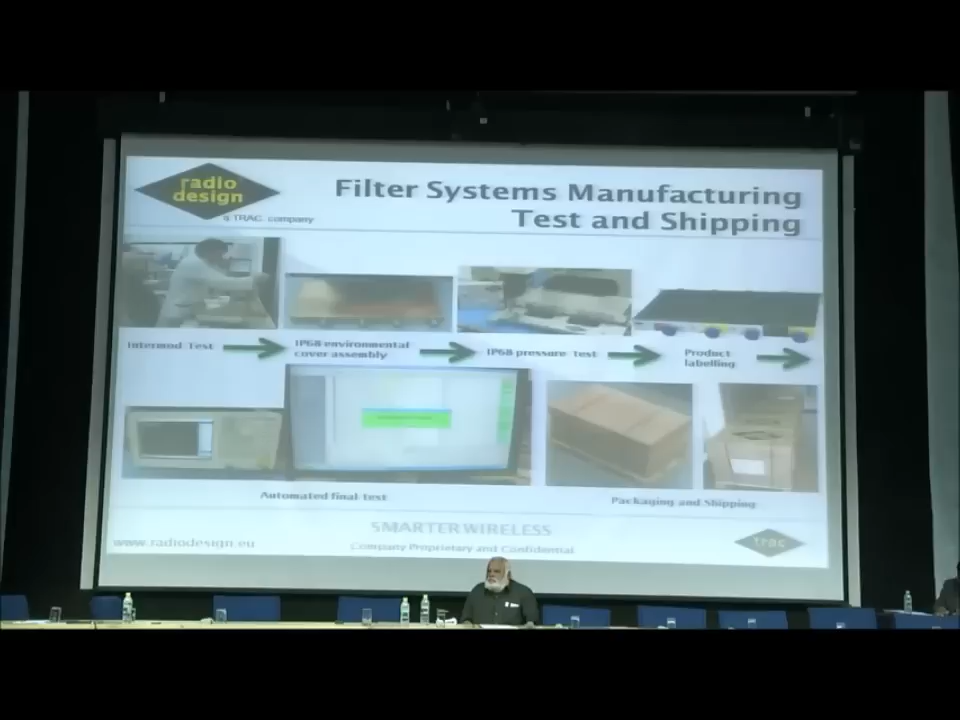 radio
design
a TRAC company
Filter Systems Manufacturing
Test and Shipping
Intermod Test
IP68 environmental
cover assembly
IP68 pressure test
Product
labelling
Automated final test
Packaging and Shipping
SMARTER WIRELESS
www.radiodesign.eu
Company Proprietary and Confidential
trac